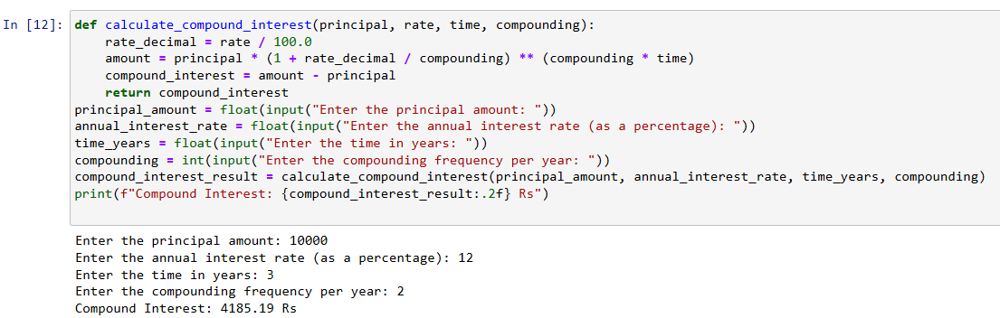 In [12]: def calculate_compound_interest(principal, rate, time, compounding):
    rate_decimal = rate / 100.0
    amount = principal * (1 + rate_decimal / compounding) ** (compounding * time)
    compound_interest = amount - principal
    return compound_interest
principal_amount = float(input("Enter the principal amount: "))
annual_interest_rate = float(input("Enter the annual interest rate (as a percentage): "))
time_years = float(input("Enter the time in years: "))
compounding = int(input("Enter the compounding frequency per year: "))
compound_interest_result = calculate_compound_interest(principal_amount, annual_interest_rate, time_years, compounding)
print(f"Compound Interest: {compound_interest_result:.2f} Rs")
Enter the principal amount: 10000
Enter the annual interest rate (as a percentage): 12
Enter the time in years: 3
Enter the compounding frequency per year: 2
Compound Interest: 4185.19 Rs